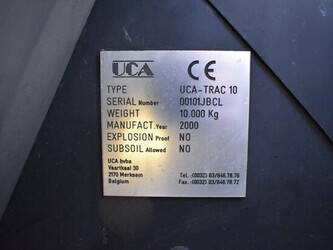 UCA CE
TYPE UCA-TRAC 10
SERIAL Number 00101JBCL
WEIGHT 10.000 Kg
MANUFACT. Year 2000
EXPLOSION Proof NO
SUBSOIL Allowed NO
UCA bvba
Vaartkaai 30
2170 Merksem Tel.:(0032) 03/646.78.70
Belgium Fax.:(0032) 03/646.78.72